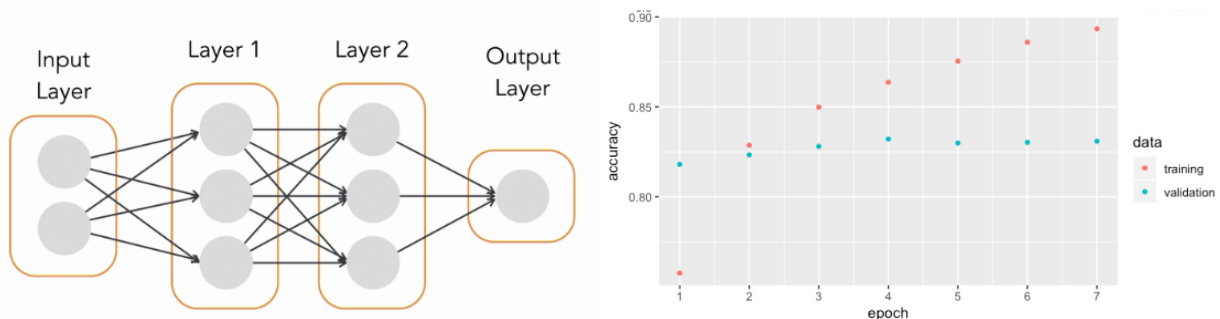 Input
Layer
Layer 1
Layer 2
Output
Layer
0.90
0.85
0.80
accuracy
1 2 3 4 5 6 7
epoch
data
training
validation